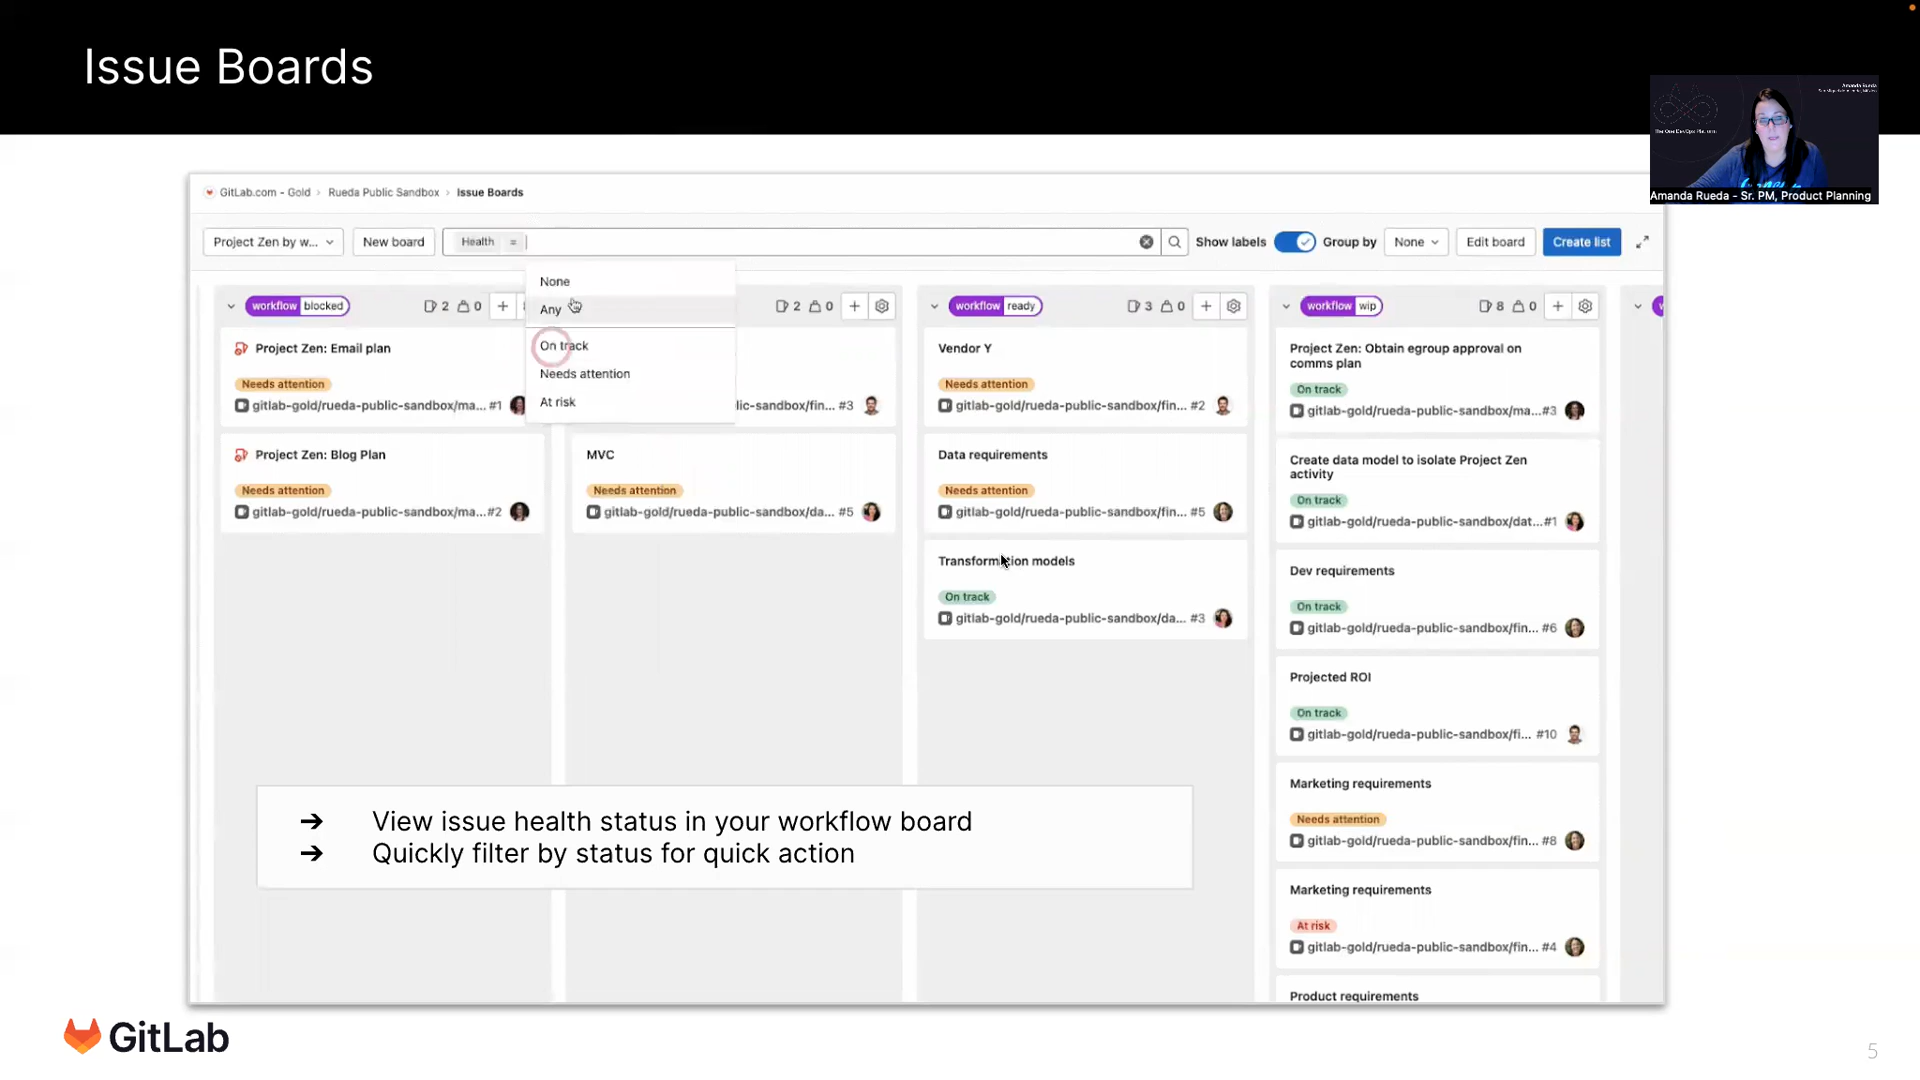 Issue Boards
Amanda Rueda
The One DevOps Platform
Amanda Rueda - Sr. PM, Product Planning
GitLab.com - Gold › Rueda Public Sandbox › Issue Boards
Project Zen by w...
New board
Health =
Show labels
Group by
None
Edit board
Create list
None
Any
On track
Needs attention
At risk
workflow blocked
2 0
Project Zen: Email plan
Needs attention
gitlab-gold/rueda-public-sandbox/ma... #1
Project Zen: Blog Plan
Needs attention
gitlab-gold/rueda-public-sandbox/ma...#2
2 0
lic-sandbox/fin... #3
MVC
Needs attention
gitlab-gold/rueda-public-sandbox/da... #5
workflow ready
3 0
Vendor Y
Needs attention
gitlab-gold/rueda-public-sandbox/fin... #2
Data requirements
Needs attention
gitlab-gold/rueda-public-sandbox/fin... #5
Transformation models
On track
gitlab-gold/rueda-public-sandbox/da... #3
workflow wip
8 0
Project Zen: Obtain egroup approval on
comms plan
On track
gitlab-gold/rueda-public-sandbox/ma...#3
Create data model to isolate Project Zen
activity
On track
gitlab-gold/rueda-public-sandbox/dat...#1
Dev requirements
On track
gitlab-gold/rueda-public-sandbox/fin... #6
Projected ROI
On track
gitlab-gold/rueda-public-sandbox/fi... #10
Marketing requirements
Needs attention
gitlab-gold/rueda-public-sandbox/fin... #8
Marketing requirements
At risk
gitlab-gold/rueda-public-sandbox/fin... #4
Product requirements
➔ View issue health status in your workflow board
➔ Quickly filter by status for quick action
GitLab
5